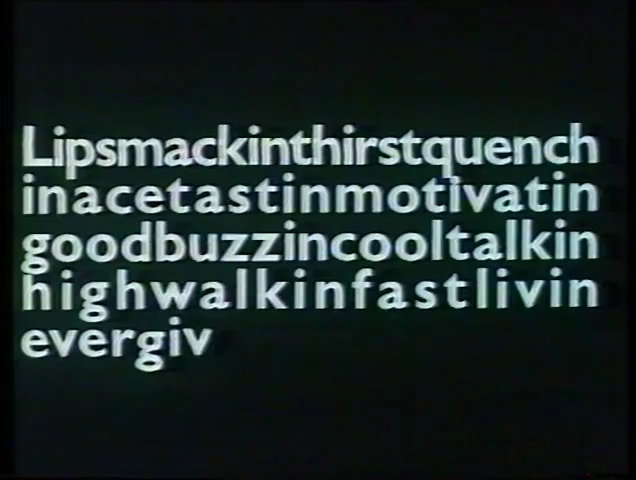 Lipsmackinthirstquench
inacetastinmotivatin
goodbuzzincooltalkin
highwalkinfastlivin
evergiv